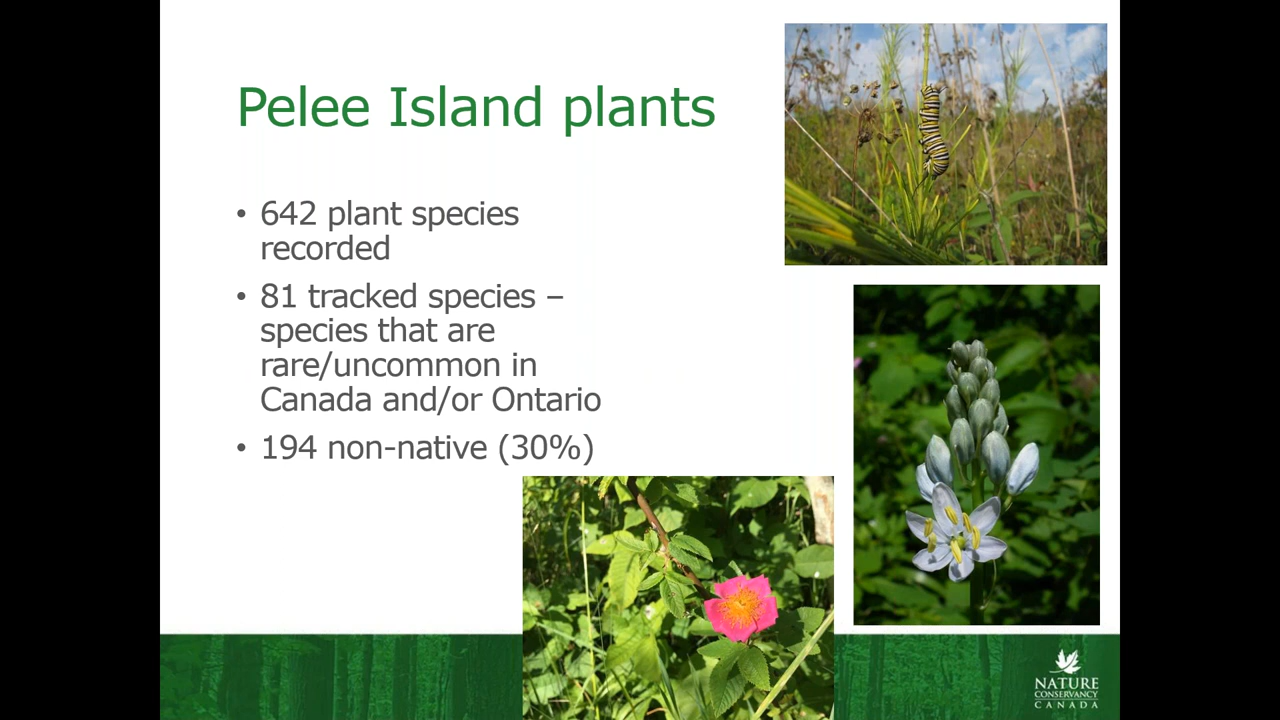 Pelee Island plants
• 642 plant species
recorded
• 81 tracked species –
species that are
rare/uncommon in
Canada and/or Ontario
• 194 non-native (30%)
NATURE
CONSERVANCY
CANADA